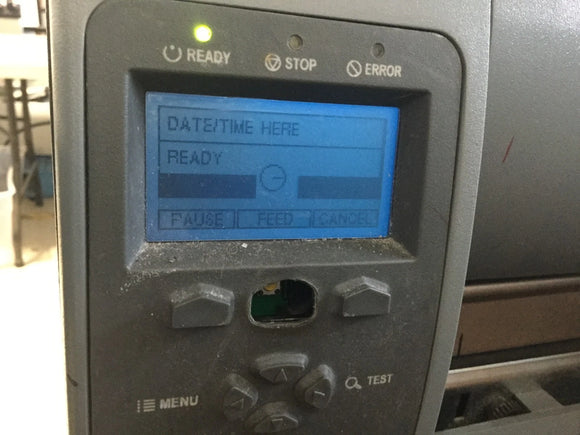 READY STOP ERROR
DATE/TIME HERE
READY
PAUSE FEED CANCEL
MENU TEST